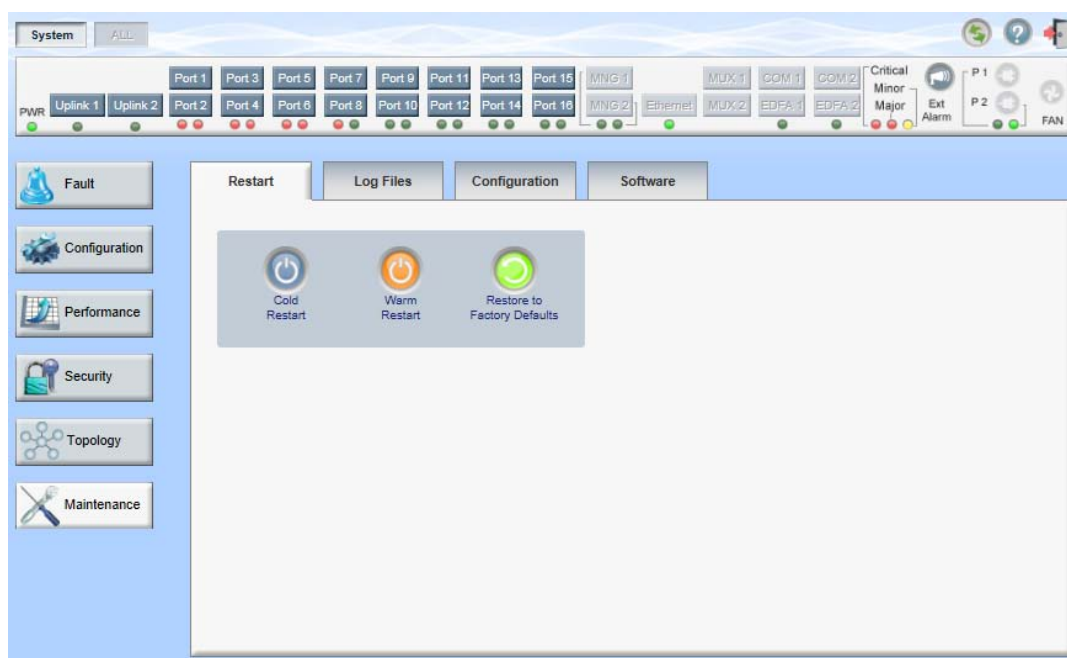 System ALL
Port 1 Port 3 Port 5 Port 7 Port 9 Port 11 Port 13 Port 15 MNG 1 MUX 1 COM 1 COM 2 Critical P 1
Minor
PWR Uplink 1 Uplink 2 Port 2 Port 4 Port 6 Port 8 Port 10 Port 12 Port 14 Port 16 MNG 2 Ethernet MUX 2 EDFA 1 EDFA 2 Major Ext Alarm P 2 FAN
Fault
Restart Log Files Configuration Software
Configuration
Cold Restart
Warm Restart
Restore to Factory Defaults
Performance
Security
Topology
Maintenance